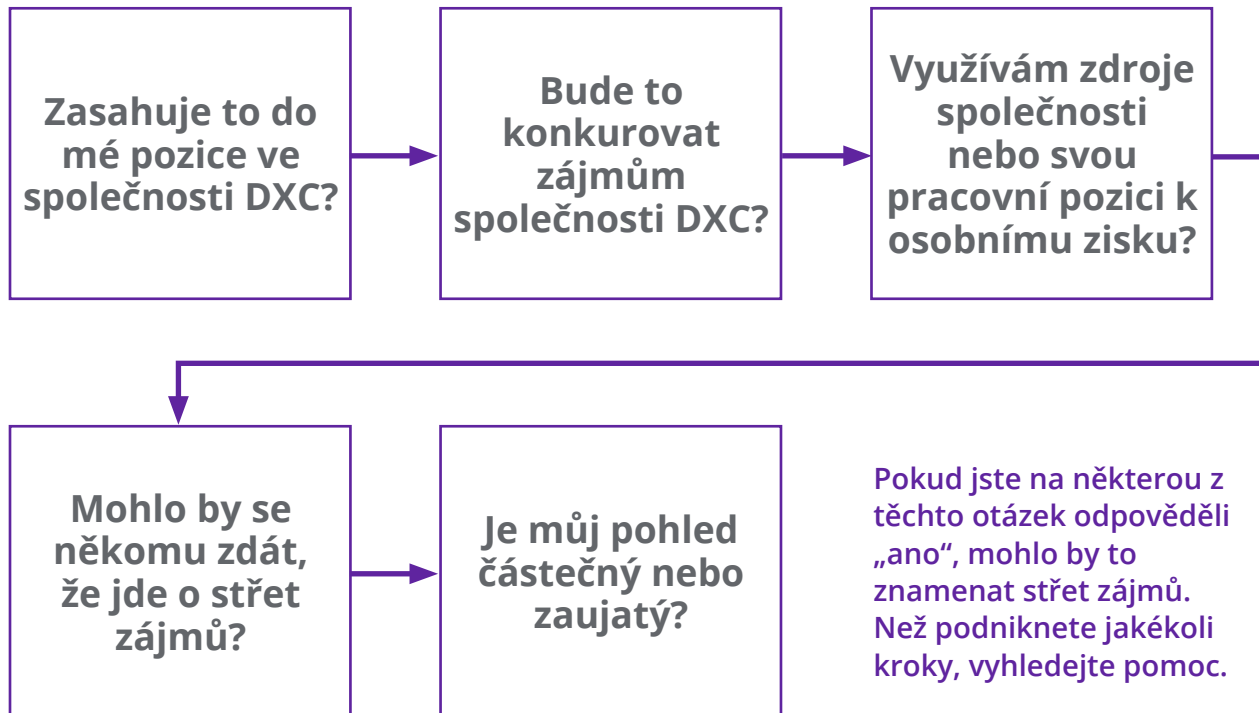 Zasahuje to do
mé pozice ve
společnosti DXC?
Bude to
konkurovat
zájmům
společnosti DXC?
Využívám zdroje
společnosti
nebo svou
pracovní pozici k
osobnímu zisku?
Mohlo by se
někomu zdát,
že jde o střet
zájmů?
Je můj pohled
částečný nebo
zaujatý?
Pokud jste na některou z
těchto otázek odpověděli
„ano“, mohlo by to
znamenat střet zájmů.
Než podniknete jakékoli
kroky, vyhledejte pomoc.